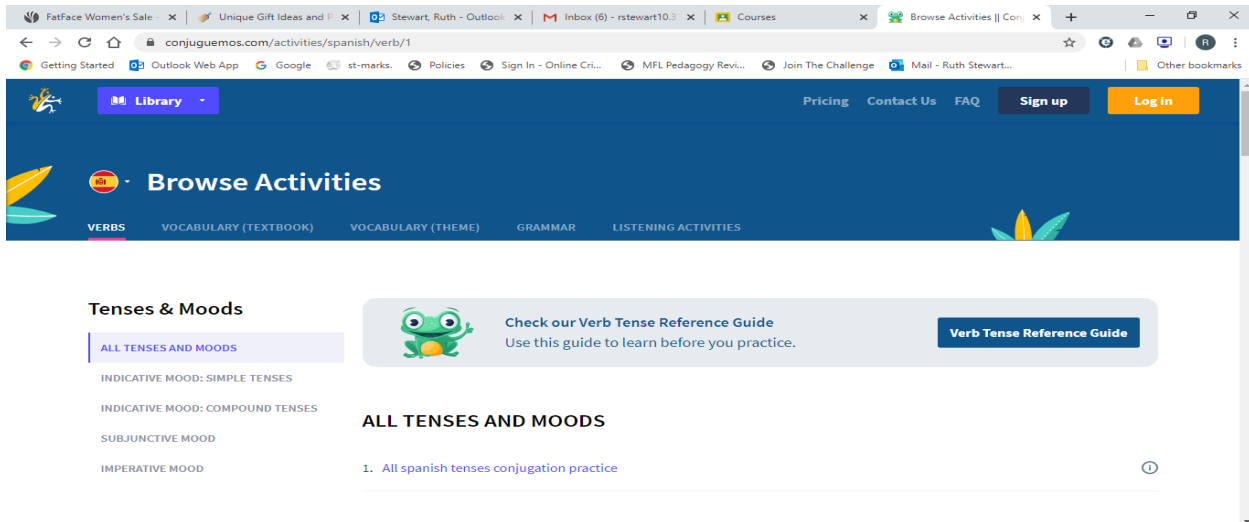 FatFace Women's Sale - Unique Gift Ideas and P Stewart, Ruth - Outlook Inbox (6) - rstewart10.3 Courses Browse Activities || Conj
conjuguemos.com/activities/spanish/verb/1 R
Getting Started Outlook Web App Google st-marks. Policies Sign In - Online Cri... MFL Pedagogy Revi... Join The Challenge Mail - Ruth Stewart... Other bookmarks
Library Pricing Contact Us FAQ Sign up Log in
Browse Activities
VERBS VOCABULARY (TEXTBOOK) VOCABULARY (THEME) GRAMMAR LISTENING ACTIVITIES
Tenses & Moods
ALL TENSES AND MOODS
INDICATIVE MOOD: SIMPLE TENSES
INDICATIVE MOOD: COMPOUND TENSES
SUBJUNCTIVE MOOD
IMPERATIVE MOOD
Check our Verb Tense Reference Guide
Use this guide to learn before you practice.
Verb Tense Reference Guide
ALL TENSES AND MOODS
1. All spanish tenses conjugation practice